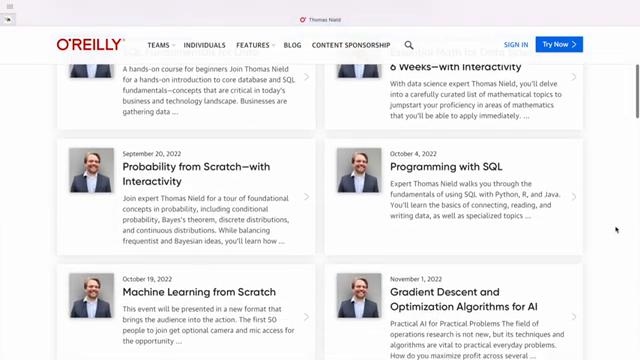 Thomas Nield
O'REILLY
TEAMS INDIVIDUALS FEATURES BLOG CONTENT SPONSORSHIP SIGN IN Try Now
A hands-on course for beginners Join Thomas
Nield for a hands-on introduction to core database and SQL
fundamentals—concepts that are critical in today's
business and technology landscape. Businesses are
gathering data ...
6 Weeks—with Interactivity
With data science expert Thomas Nield, you'll delve
into a carefully curated list of mathematical topics to
jumpstart your proficiency in areas of mathematics
that you'll be able to apply immediately. ...
September 20, 2022
Probability from Scratch—with
Interactivity
Join expert Thomas Nield for a tour of foundational
concepts in probability, including conditional
probability, Bayes's theorem, discrete distributions,
and continuous distributions. While balancing
frequentist and Bayesian ideas, you'll learn how ...
October 4, 2022
Programming with SQL
Expert Thomas Nield walks you through the
fundamentals of using SQL with Python, R, and Java.
You'll learn the basics of connecting, reading, and
writing data, as well as specialized topics ...
October 19, 2022
Machine Learning from Scratch
This event will be presented in a new format that
brings the audience into the action. The first 50
people to join get optional camera and mic access for
the opportunity ...
November 1, 2022
Gradient Descent and
Optimization Algorithms for AI
Practical AI for Practical Problems The field of
operations research is not new, but its techniques and
algorithms are vital to practical everyday problems.
How do you maximize profit across several ...